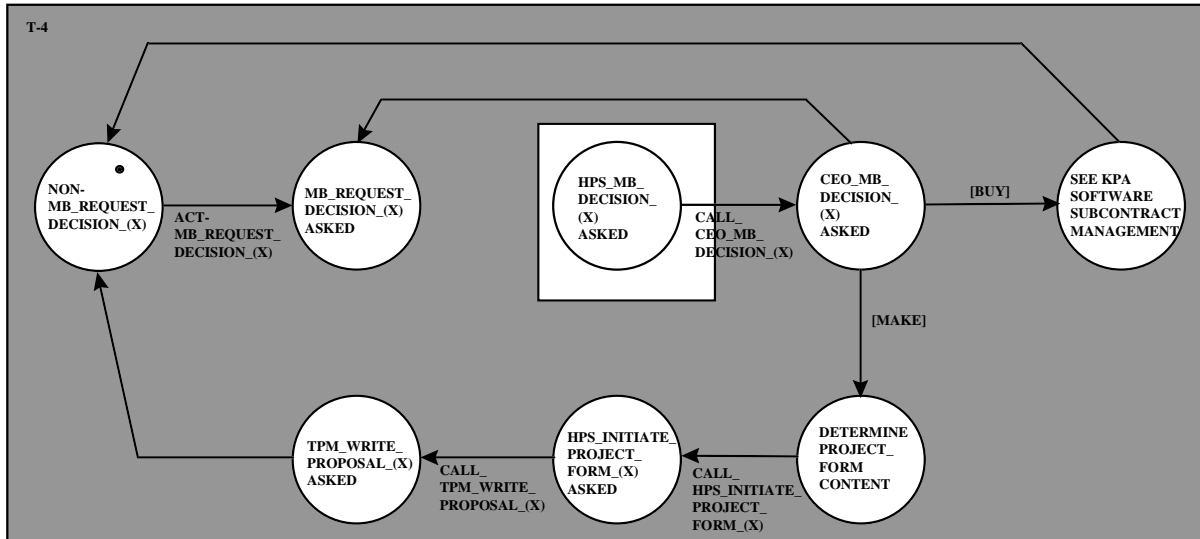 T-4
NON-
MB_REQUEST_
DECISION_(X)
ACT-
MB_REQUEST_
DECISION_(X)
MB_REQUEST_
DECISION_(X)
ASKED
HPS_MB_
DECISION_
(X)
ASKED
CALL_
CEO_MB_
DECISION_(X)
CEO_MB_
DECISION_
(X)
ASKED
[BUY]
SEE KPA
SOFTWARE
SUBCONTRACT
MANAGEMENT
[MAKE]
TPM_WRITE_
PROPOSAL_(X)
ASKED
CALL_
TPM_WRITE_
PROPOSAL_(X)
HPS_INITIATE_
PROJECT_
FORM_(X)
ASKED
CALL_
HPS_INITIATE_
PROJECT_
FORM_(X)
DETERMINE
PROJECT_
FORM
CONTENT